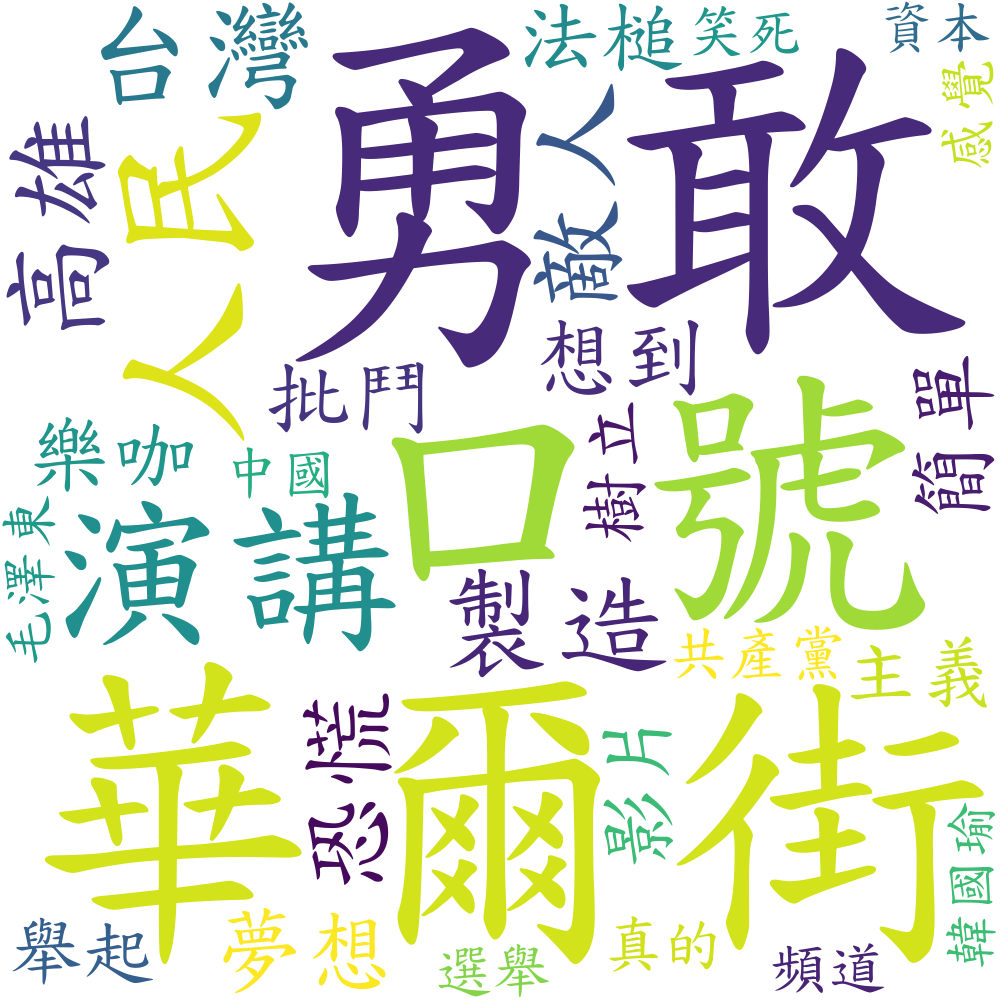 台灣
勇敢
法槌
笑死
資本
感覺
高雄
人民
敵人
批鬥
想到
簡單
樂咖
中國
口號
樹立
毛澤東
演講
製造
共產黨
主義
華爾街
恐慌
影片
韓國瑜
舉起
夢想
選舉
真的
頻道